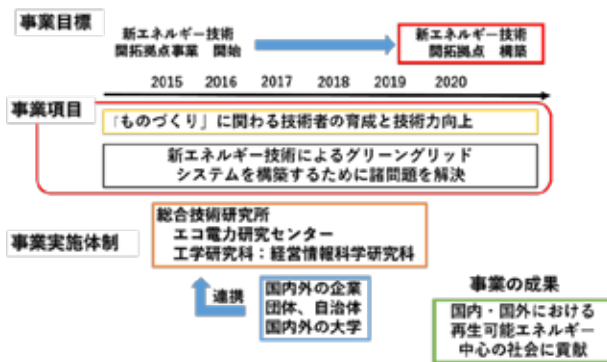 事業目標
新エネルギー技術
開拓拠点事業 開始
新エネルギー技術
開拓拠点 構築
2015 2016 2017 2018 2019 2020
事業項目
「ものづくり」に関わる技術者の育成と技術力向上
新エネルギー技術によるグリーングリッド
システムを構築するために諸問題を解決
事業実施体制
総合技術研究所
エコ電力研究センター
工学研究科：経営情報科学研究科
連携
国内外の企業
団体、自治体
国内外の大学
事業の成果
国内・国外における
再生可能エネルギー
中心の社会に貢献